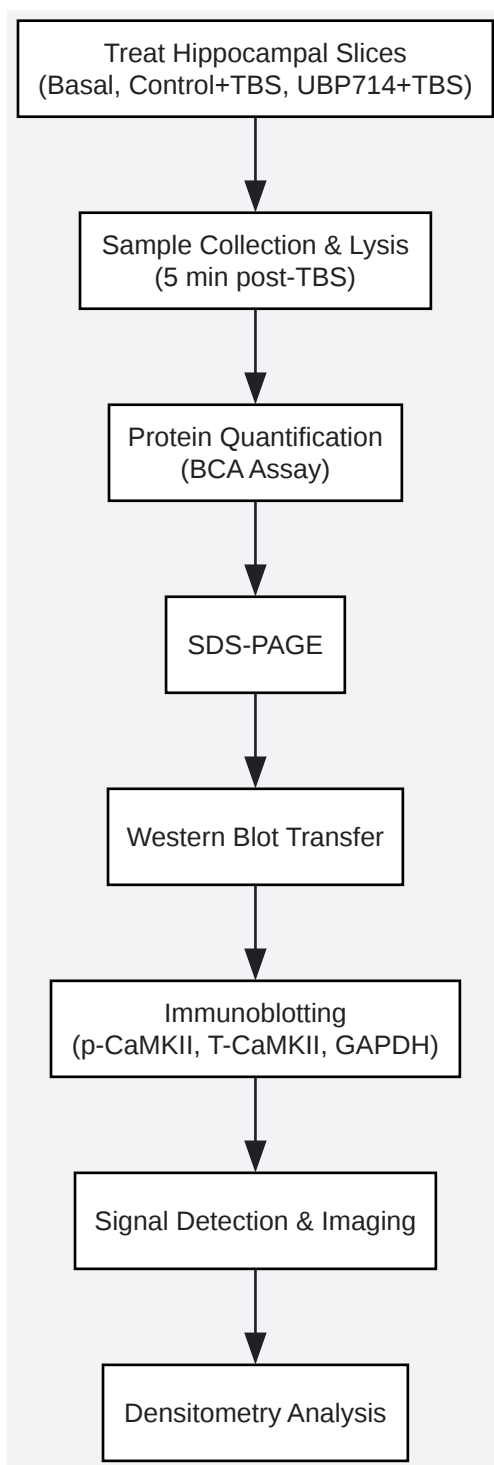 Treat Hippocampal Slices
(Basal, Control+TBS, UBP714+TBS)
Sample Collection & Lysis
(5 min post-TBS)
Protein Quantification
(BCA Assay)
SDS-PAGE
Western Blot Transfer
Immunoblotting
(p-CaMKII, T-CaMKII, GAPDH)
Signal Detection & Imaging
Densitometry Analysis